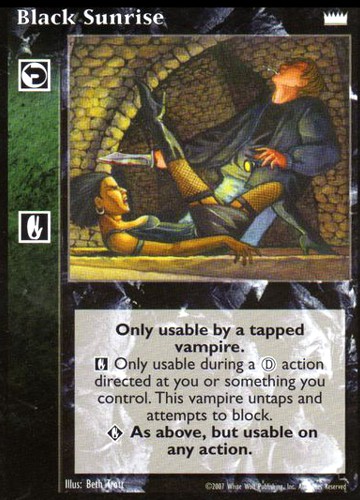 Black Sunrise
Only usable by a tapped
vampire.
Only usable during a Ⓓ action
directed at you or something you
control. This vampire untaps and
attempts to block.
As above, but usable on
any action.
Illus: Beth Trott ©2007 White Wolf Publishing, Inc. All Rights Reserved